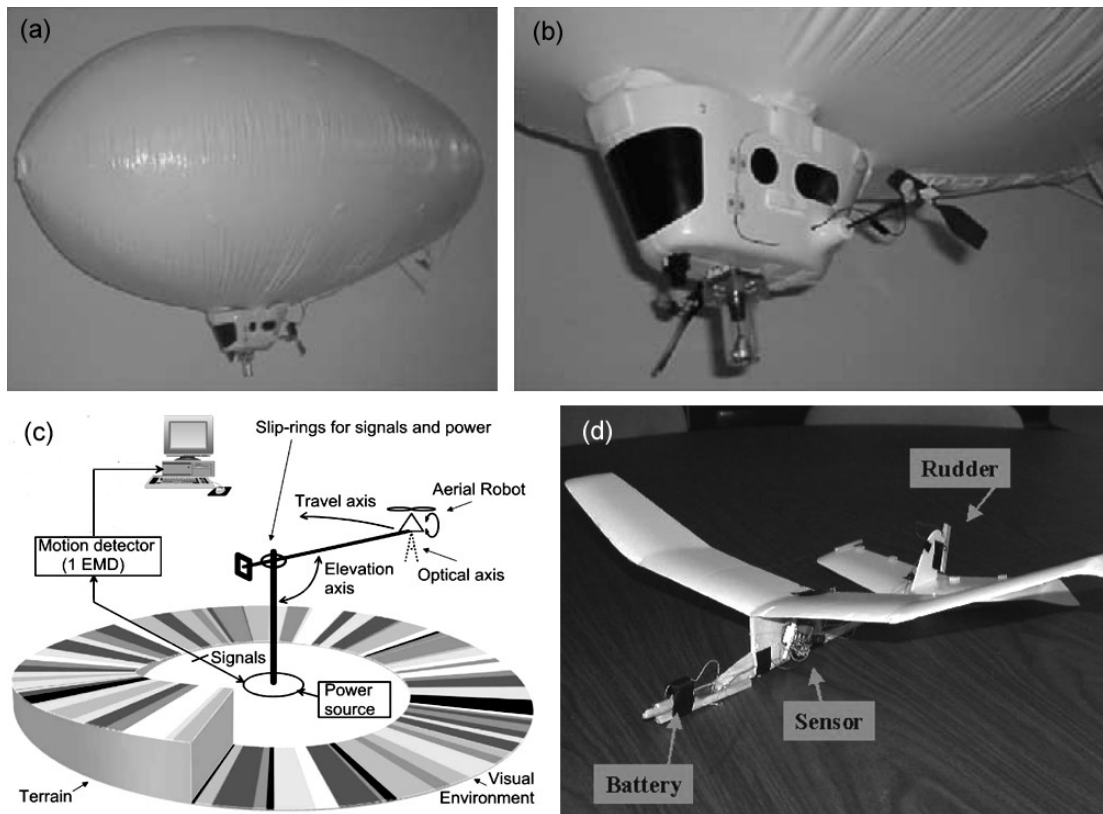 (a)
(b)
(c)
Slip-rings for signals and power
Travel axis
Aerial Robot
Motion detector
(1 EMD)
Elevation
axis
Optical axis
Signals
Power
source
Terrain
Visual
Environment
(d)
Rudder
Sensor
Battery